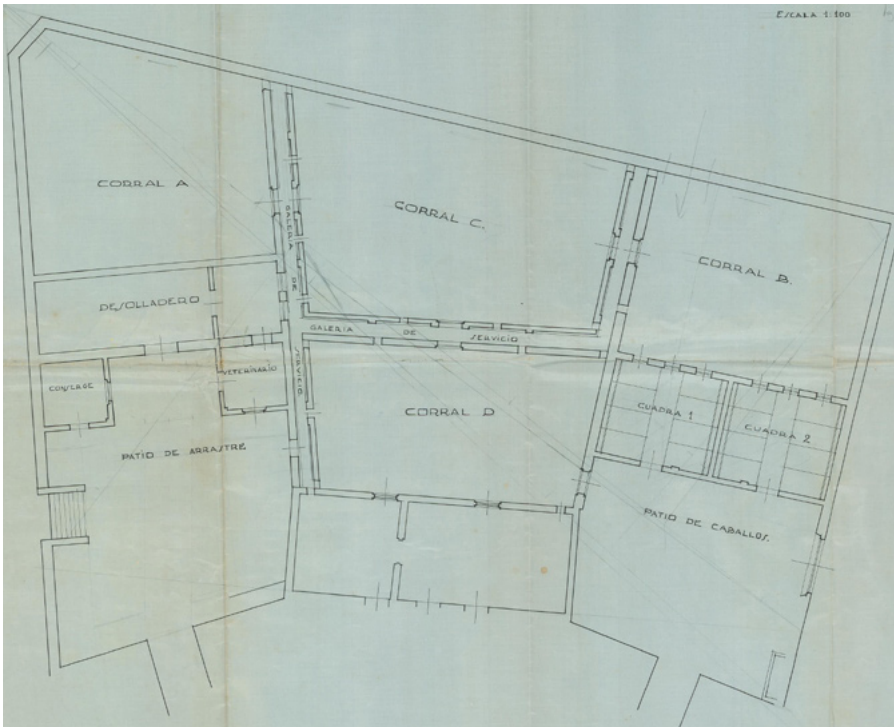 ESCALA 1:100
CORRAL A
GALERIA DE SERVICIO
CORRAL C.
CORRAL B.
DESOLLADERO
GALERIA DE SERVICIO
CONSERGE
VETERINARIO
CORRAL D
CUADRA 1
CUADRA 2
PATIO DE ARRASTRE
PATIO DE CABALLOS.